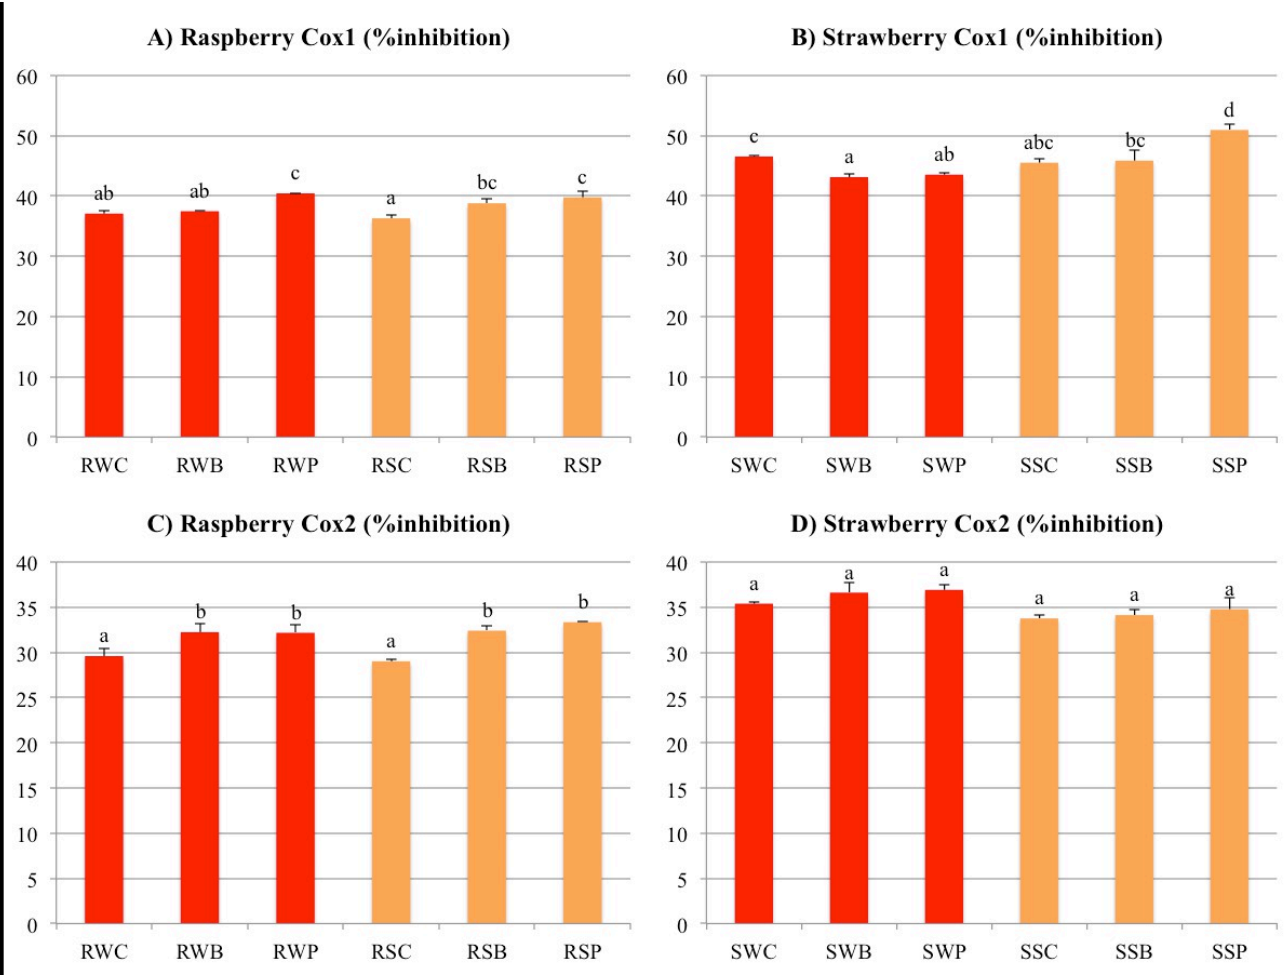 A) Raspberry Cox1 (%inhibition)
60
50
40
30
20
10
0
ab
ab
c
a
bc
c
RWC RWB RWP RSC RSB RSP
B) Strawberry Cox1 (%inhibition)
60
50
40
30
20
10
0
c
a
ab
abc
bc
d
SWC SWB SWP SSC SSB SSP
C) Raspberry Cox2 (%inhibition)
40
35
30
25
20
15
10
5
0
a
b
b
a
b
b
RWC RWB RWP RSC RSB RSP
D) Strawberry Cox2 (%inhibition)
40
35
30
25
20
15
10
5
0
a
a
a
a
a
a
SWC SWB SWP SSC SSB SSP